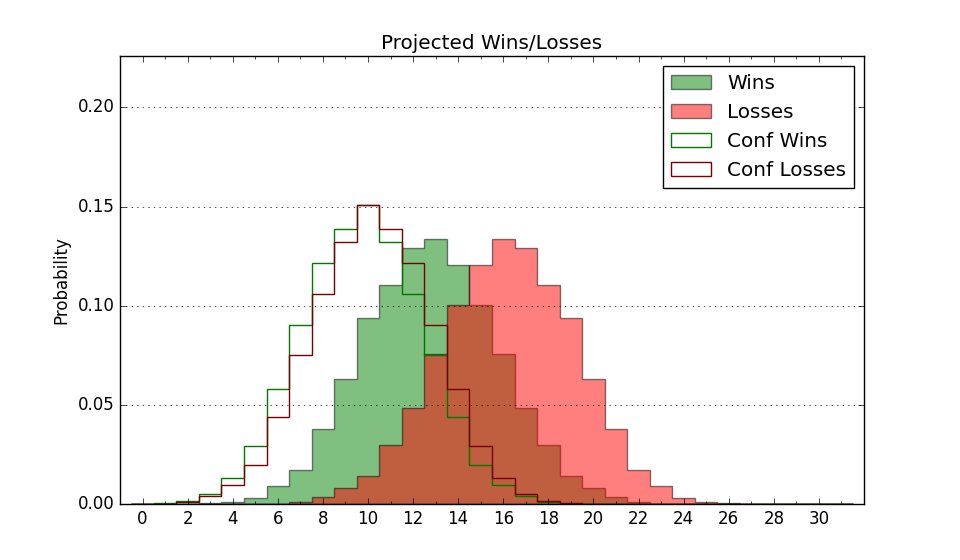 Projected Wins/Losses
Wins
Losses
Conf Wins
Conf Losses
Probability
0.20
0.15
0.10
0.05
0.00
0 2 4 6 8 10 12 14 16 18 20 22 24 26 28 30